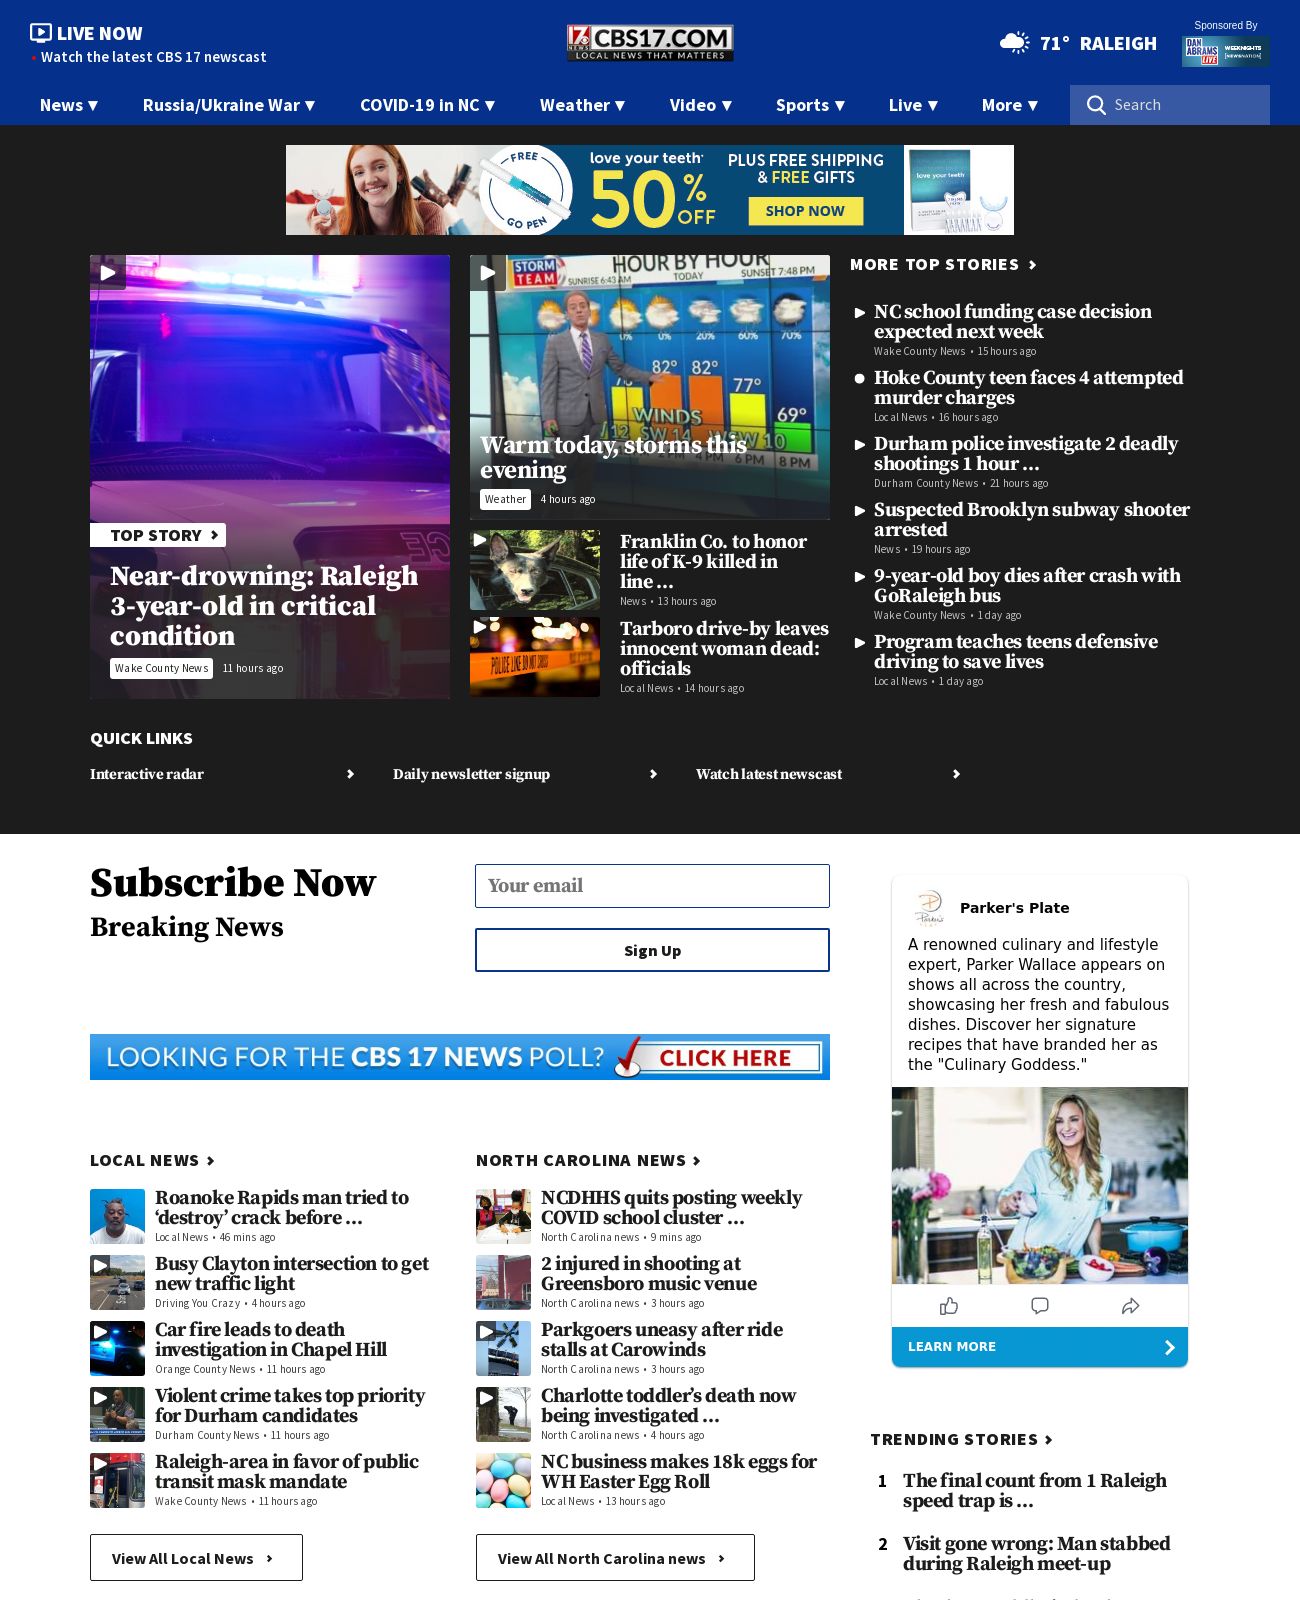 LIVE NOW
Watch the latest CBS 17 newscast
17
NEWS
CBS17.COM
LOCAL NEWS THAT MATTERS
71° RALEIGH
Sponsored By
DAN ABRAMS LIVE
WEEKNIGHTS
News ▼ Russia/Ukraine War ▼ COVID-19 in NC ▼ Weather ▼ Video ▼ Sports ▼ Live ▼ More ▼ Search
FREE
GO PEN
love your teeth
50% OFF
PLUS FREE SHIPPING
& FREE GIFTS
SHOP NOW
love your teeth
TOP STORY
Near-drowning: Raleigh
3-year-old in critical
condition
Wake County News 11 hours ago
STORM
TEAM
HOUR BY HOUR
SUNRISE 6:43 AM
TODAY
SUNSET 7:48 PM
0% 20% 20% 60% 70%
82° 82° 77° 69°
WINDS
Warm today, storms this
evening
Weather 4 hours ago
Franklin Co. to honor
life of K-9 killed in
line …
News • 13 hours ago
POLICE LINE DO NOT CROSS
Tarboro drive-by leaves
innocent woman dead:
officials
Local News • 14 hours ago
MORE TOP STORIES
NC school funding case decision
expected next week
Wake County News • 15 hours ago
Hoke County teen faces 4 attempted
murder charges
Local News • 16 hours ago
Durham police investigate 2 deadly
shootings 1 hour …
Durham County News • 21 hours ago
Suspected Brooklyn subway shooter
arrested
News • 19 hours ago
9-year-old boy dies after crash with
GoRaleigh bus
Wake County News • 1 day ago
Program teaches teens defensive
driving to save lives
Local News • 1 day ago
QUICK LINKS
Interactive radar
Daily newsletter signup
Watch latest newscast
Subscribe Now
Breaking News
Your email
Sign Up
LOOKING FOR THE CBS 17 NEWS POLL? CLICK HERE
Parker's Plate
A renowned culinary and lifestyle
expert, Parker Wallace appears on
shows all across the country,
showcasing her fresh and fabulous
dishes. Discover her signature
recipes that have branded her as
the "Culinary Goddess."
LEARN MORE
LOCAL NEWS
Roanoke Rapids man tried to
‘destroy’ crack before …
Local News • 46 mins ago
Busy Clayton intersection to get
new traffic light
Driving You Crazy • 4 hours ago
Car fire leads to death
investigation in Chapel Hill
Orange County News • 11 hours ago
Violent crime takes top priority
for Durham candidates
Durham County News • 11 hours ago
Raleigh-area in favor of public
transit mask mandate
Wake County News • 11 hours ago
View All Local News
NORTH CAROLINA NEWS
NCDHHS quits posting weekly
COVID school cluster …
North Carolina news • 9 mins ago
2 injured in shooting at
Greensboro music venue
North Carolina news • 3 hours ago
Parkgoers uneasy after ride
stalls at Carowinds
North Carolina news • 3 hours ago
Charlotte toddler’s death now
being investigated …
North Carolina news • 4 hours ago
NC business makes 18k eggs for
WH Easter Egg Roll
Local News • 13 hours ago
View All North Carolina news
TRENDING STORIES
1 The final count from 1 Raleigh
speed trap is …
2 Visit gone wrong: Man stabbed
during Raleigh meet-up